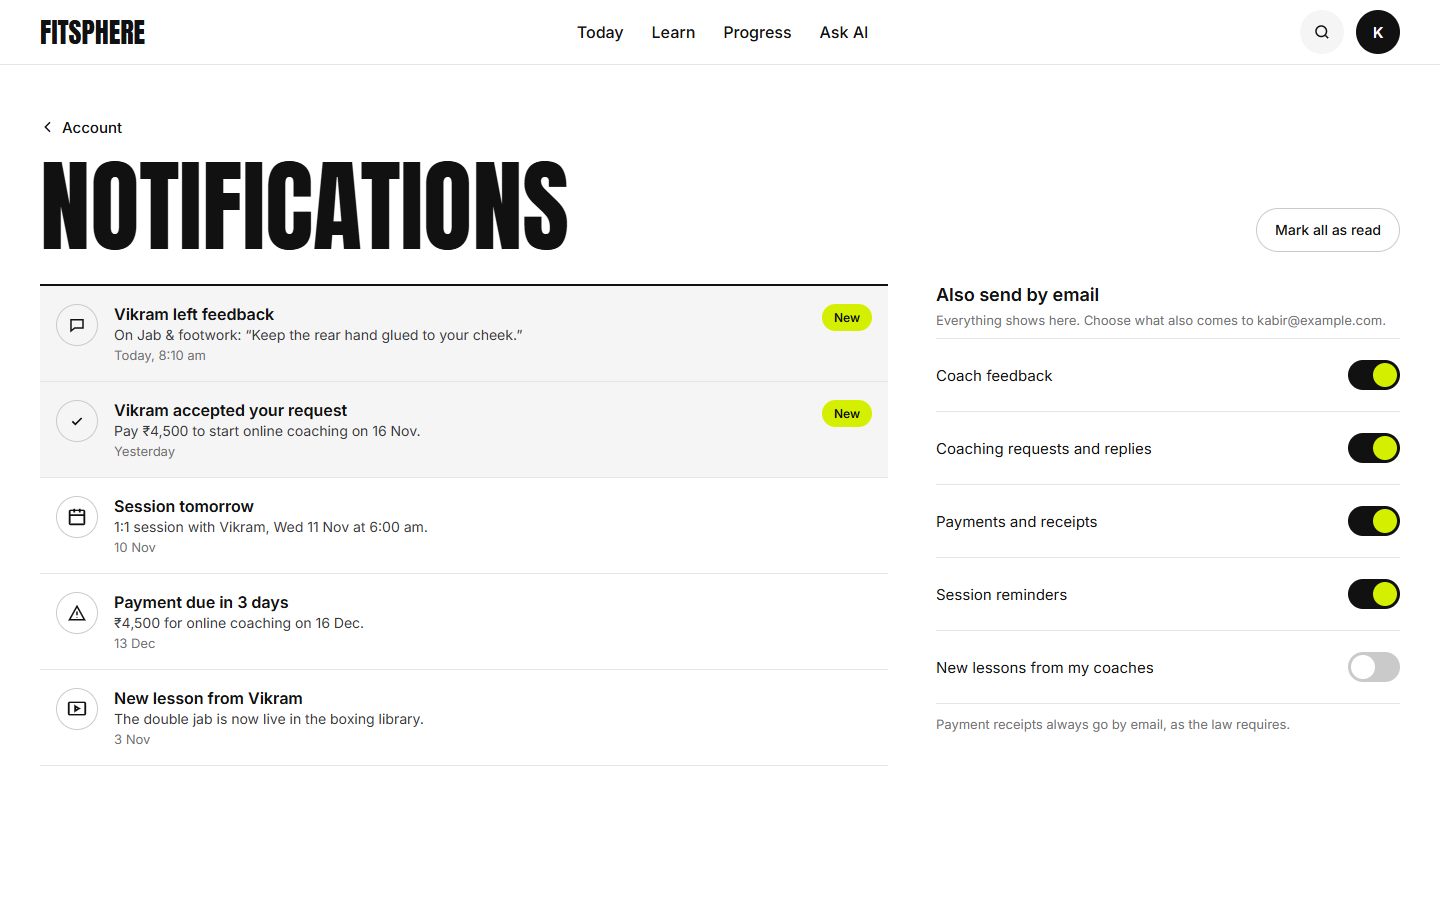 FITSPHERE
Today Learn Progress Ask AI
K
Account
NOTIFICATIONS
Mark all as read
Vikram left feedback
New
On Jab & footwork: “Keep the rear hand glued to your cheek.”
Today, 8:10 am
Vikram accepted your request
New
Pay ₹4,500 to start online coaching on 16 Nov.
Yesterday
Session tomorrow
1:1 session with Vikram, Wed 11 Nov at 6:00 am.
10 Nov
Payment due in 3 days
₹4,500 for online coaching on 16 Dec.
13 Dec
New lesson from Vikram
The double jab is now live in the boxing library.
3 Nov
Also send by email
Everything shows here. Choose what also comes to kabir@example.com.
Coach feedback
Coaching requests and replies
Payments and receipts
Session reminders
New lessons from my coaches
Payment receipts always go by email, as the law requires.